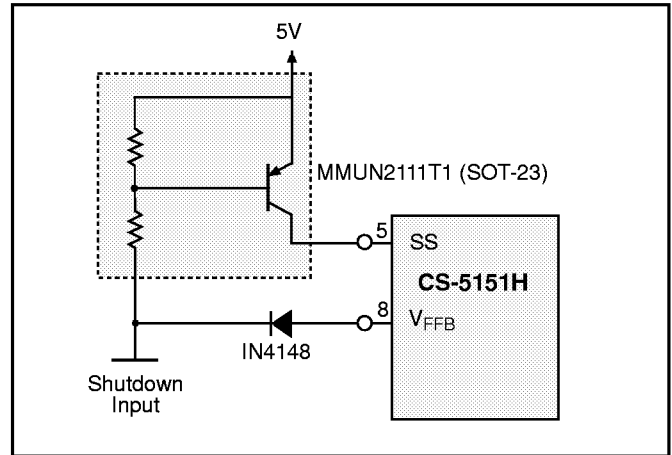 5V
MMUN2111T1 (SOT-23)
5
SS
CS-5151H
8
VFFB
IN4148
Shutdown
Input